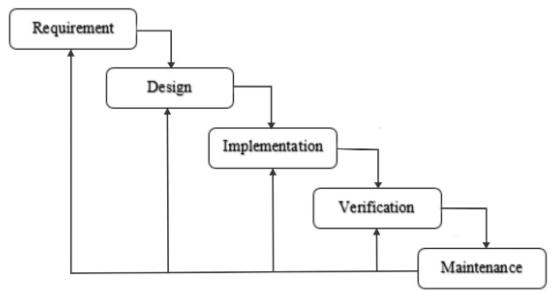 Requirement
Design
Implementation
Verification
Maintenance